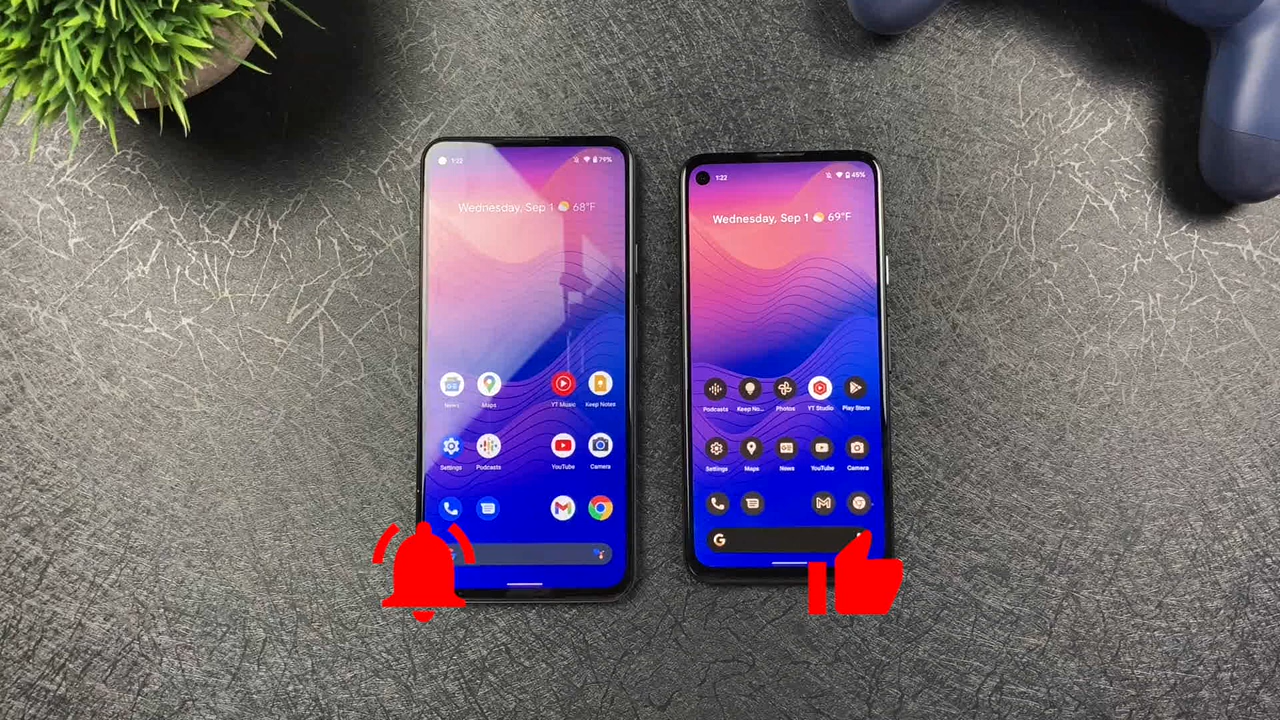 1:22
79%
Wednesday, Sep 1 68°F
News
Maps
YT Music
Keep Notes
Settings
Podcasts
YouTube
Camera
1:22
45%
Wednesday, Sep 1 69°F
Podcasts
Keep No...
Photos
YT Studio
Play Store
Settings
Maps
News
YouTube
Camera
G